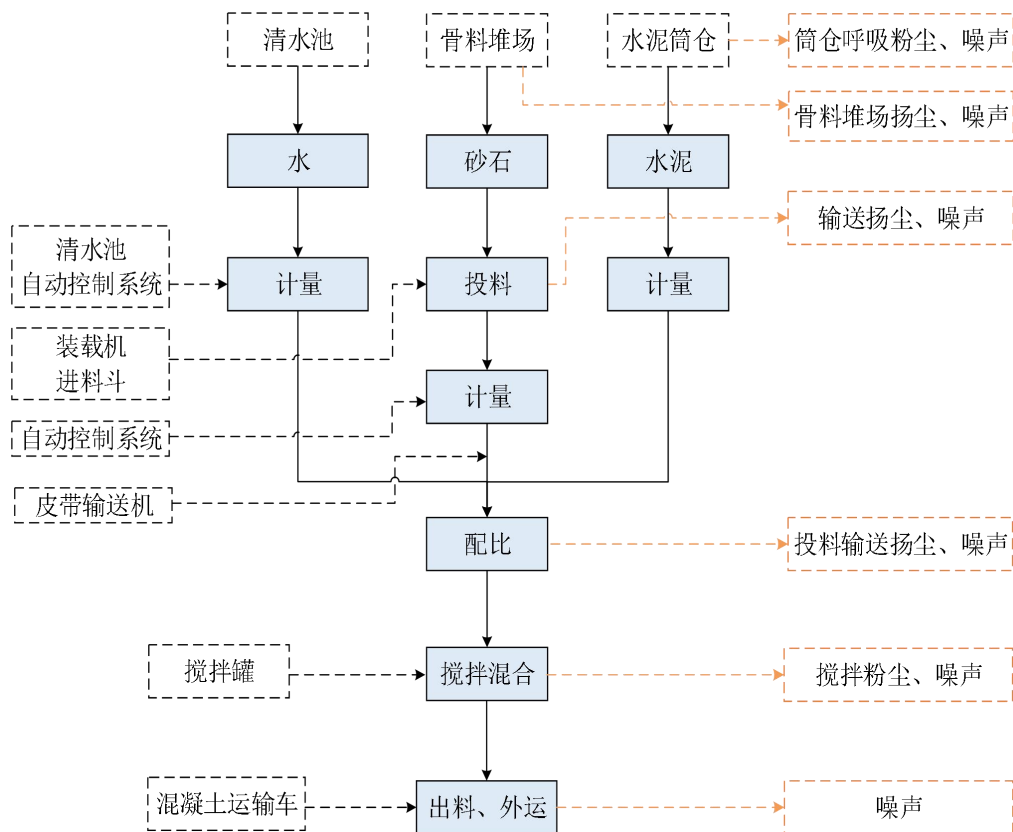 清水池
骨料堆场
水泥筒仓
筒仓呼吸粉尘、噪声
骨料堆场扬尘、噪声
水
砂石
水泥
输送扬尘、噪声
清水池
自动控制系统
计量
投料
计量
装载机
进料斗
计量
自动控制系统
皮带输送机
配比
投料输送扬尘、噪声
搅拌罐
搅拌混合
搅拌粉尘、噪声
混凝土运输车
出料、外运
噪声